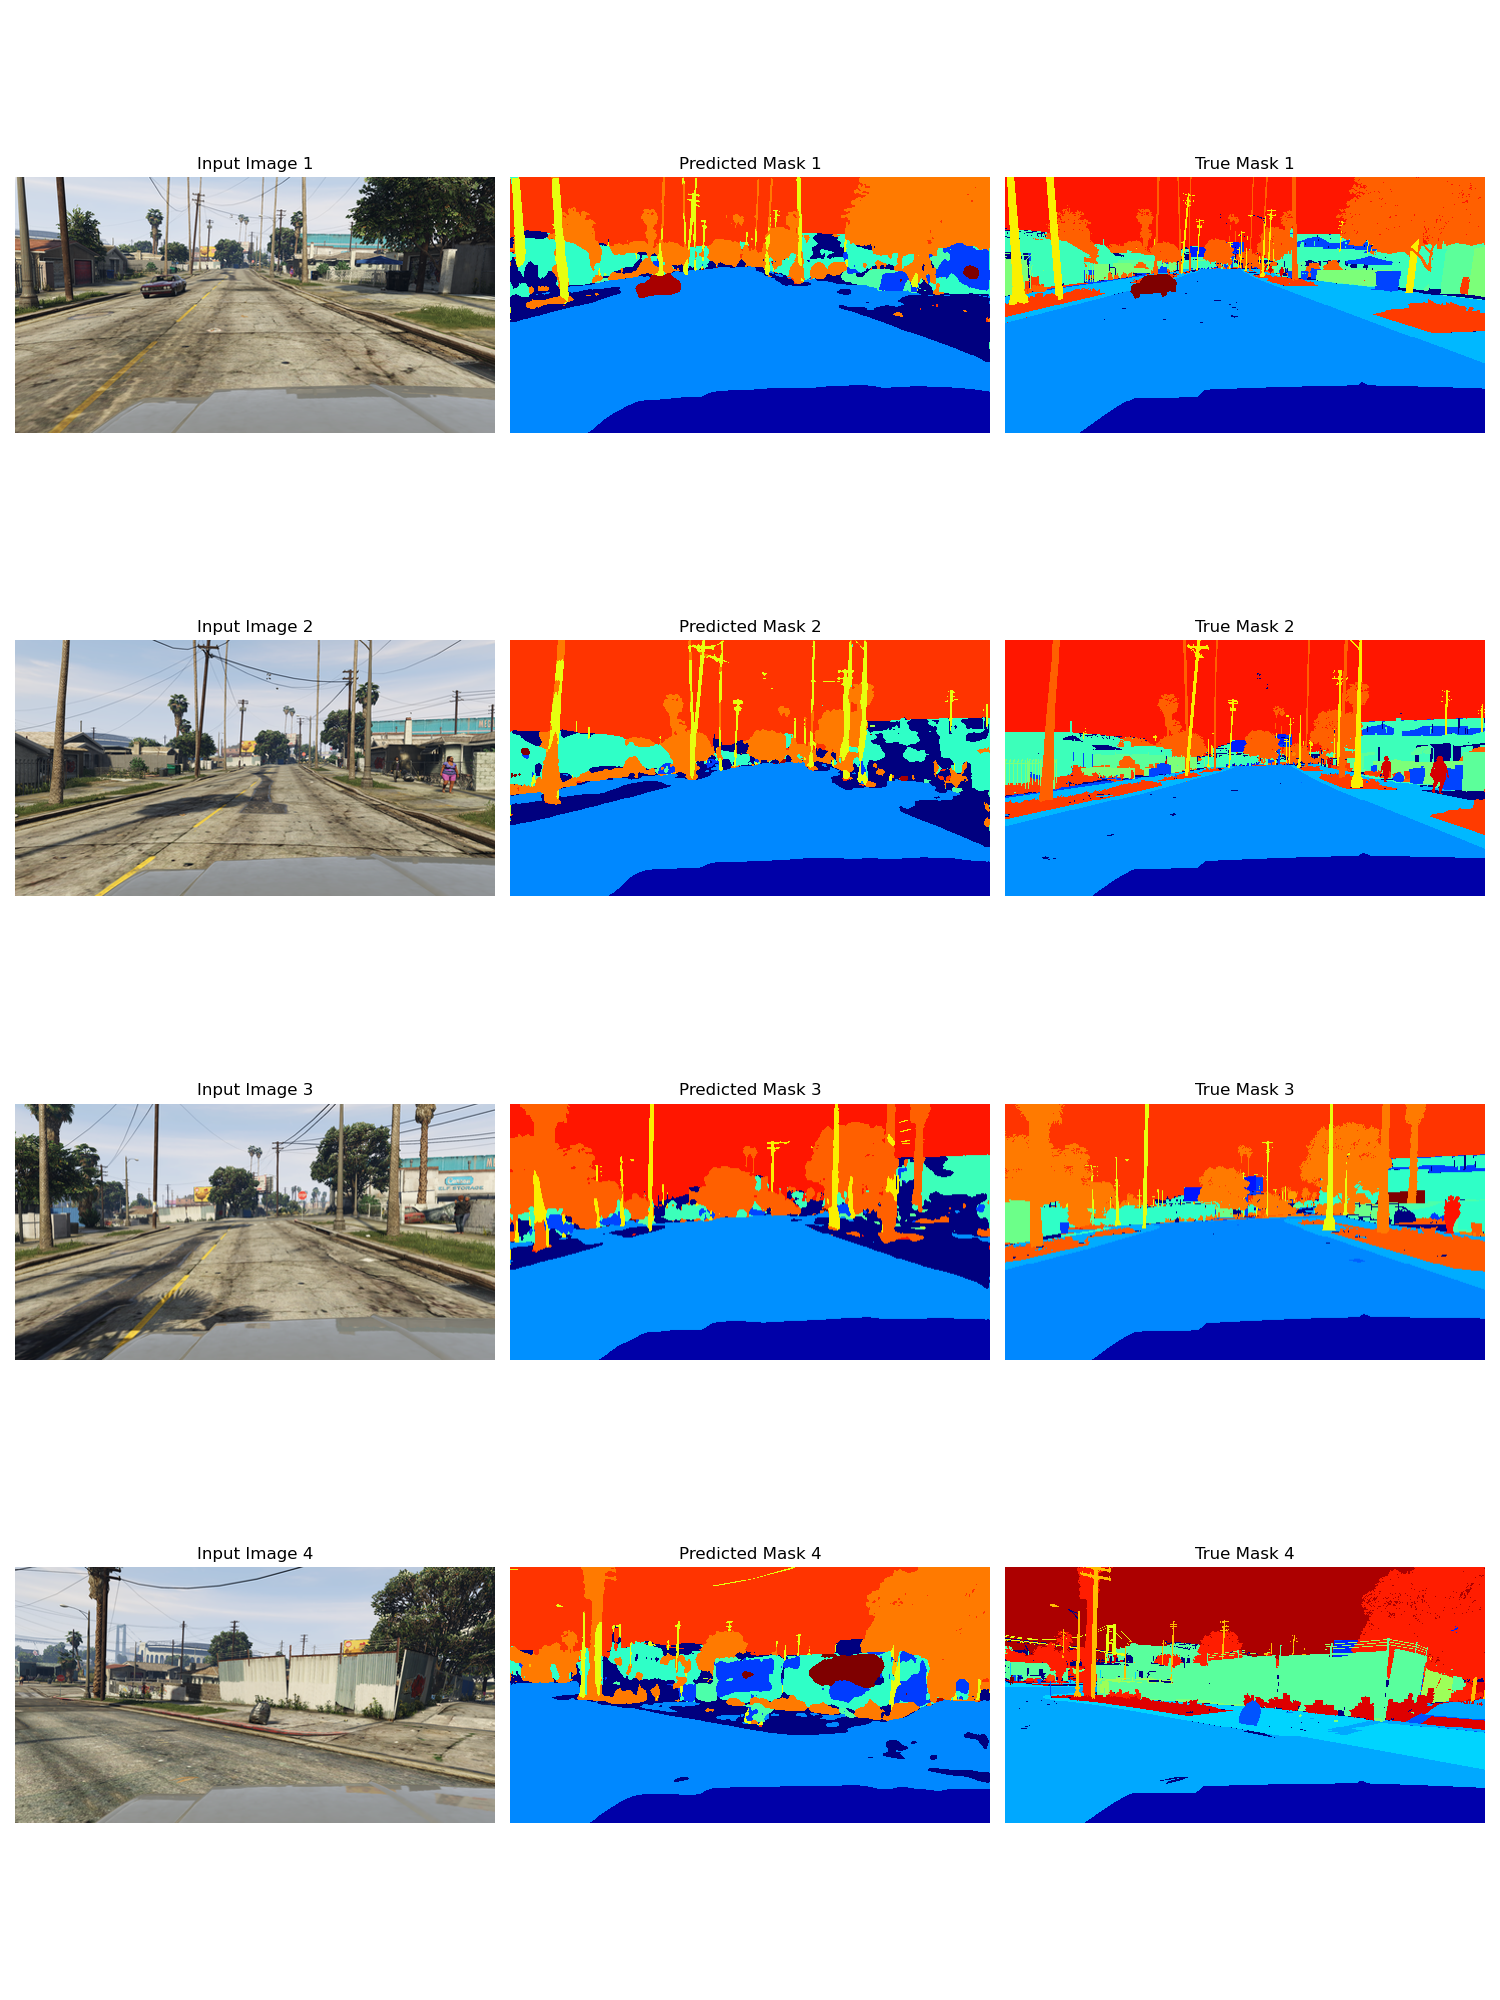 Input Image 1
Predicted Mask 1
True Mask 1
Input Image 2
Predicted Mask 2
True Mask 2
Input Image 3
Predicted Mask 3
True Mask 3
Input Image 4
Predicted Mask 4
True Mask 4